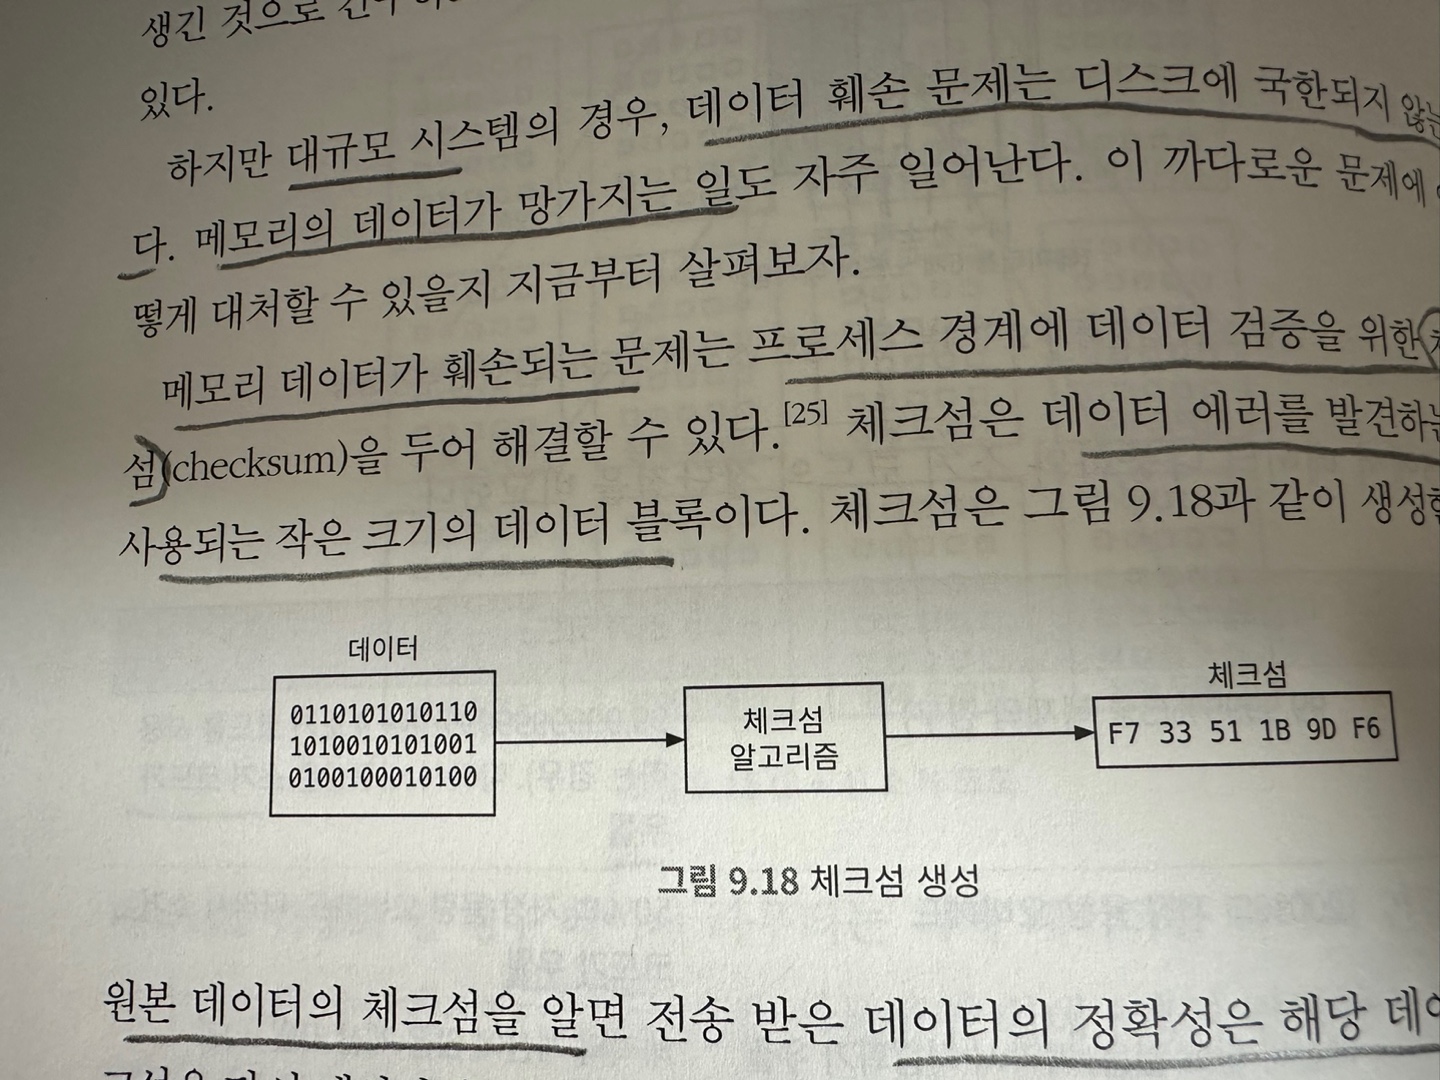 생긴 것으로
있다.
하지만 대규모 시스템의 경우, 데이터 훼손 문제는 디스크에 국한되지 않는
다. 메모리의 데이터가 망가지는 일도 자주 일어난다. 이 까다로운 문제에
떻게 대처할 수 있을지 지금부터 살펴보자.
메모리 데이터가 훼손되는 문제는 프로세스 경계에 데이터 검증을 위한
섬(checksum)을 두어 해결할 수 있다.[25] 체크섬은 데이터 에러를 발견하는
사용되는 작은 크기의 데이터 블록이다. 체크섬은 그림 9.18과 같이 생성
데이터
0110101010110
1010010101001
0100100010100
체크섬
알고리즘
체크섬
F7 33 51 1B 9D F6
그림 9.18 체크섬 생성
원본 데이터의 체크섬을 알면 전송 받은 데이터의 정확성은 해당